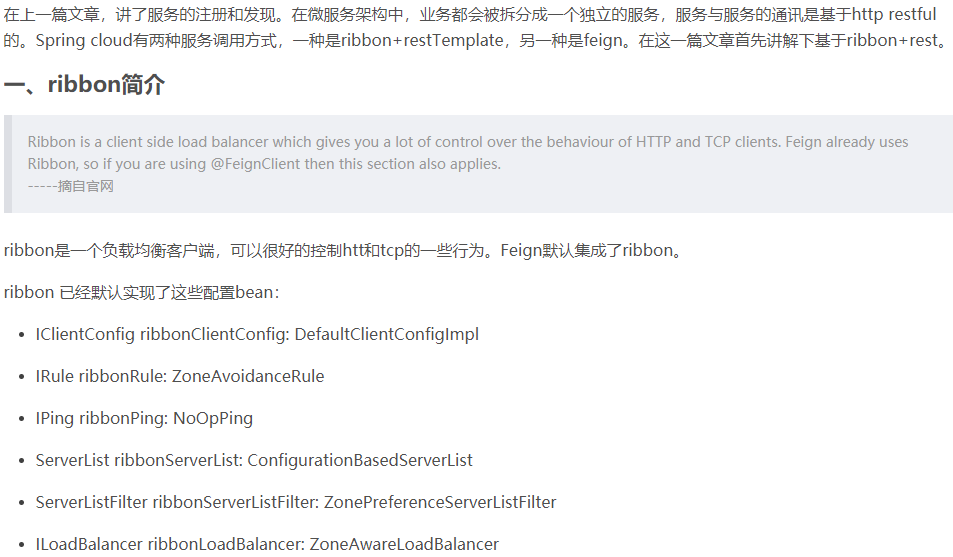 在上一篇文章，讲了服务的注册和发现。在微服务架构中，业务都会被拆分成一个独立的服务，服务与服务的通讯是基于http restful
的。Spring cloud有两种服务调用方式，一种是ribbon+restTemplate，另一种是feign。在这一篇文章首先讲解下基于ribbon+rest。
一、ribbon简介
Ribbon is a client side load balancer which gives you a lot of control over the behaviour of HTTP and TCP clients. Feign already uses
Ribbon, so if you are using @FeignClient then this section also applies.
-----摘自官网
ribbon是一个负载均衡客户端，可以很好的控制htt和tcp的一些行为。Feign默认集成了ribbon。
ribbon 已经默认实现了这些配置bean：
• IClientConfig ribbonClientConfig: DefaultClientConfigImpl
• IRule ribbonRule: ZoneAvoidanceRule
• IPing ribbonPing: NoOpPing
• ServerList ribbonServerList: ConfigurationBasedServerList
• ServerListFilter ribbonServerListFilter: ZonePreferenceServerListFilter
• ILoadBalancer ribbonLoadBalancer: ZoneAwareLoadBalancer